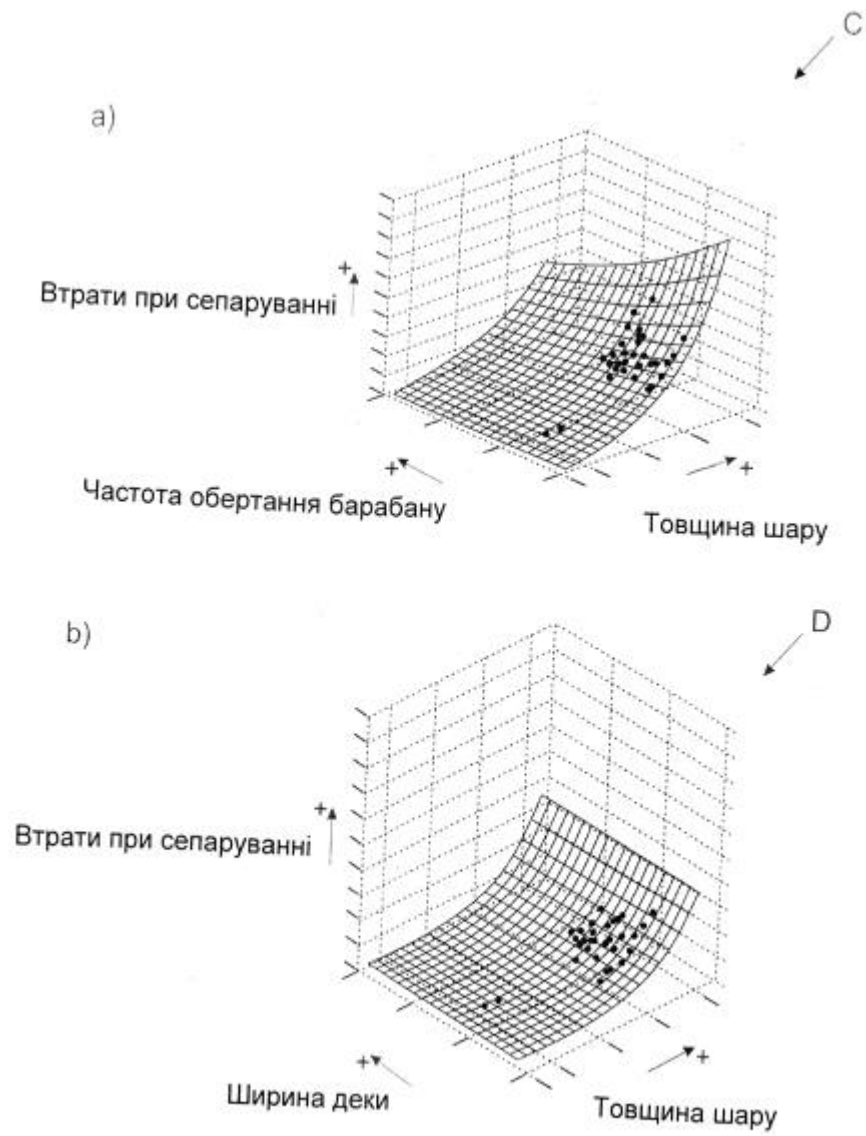 C
a)
+
Втрати при сепаруванні
+
Частота обертання барабану
+
Товщина шару
b)
D
+
Втрати при сепаруванні
+
Ширина деки
+
Товщина шару